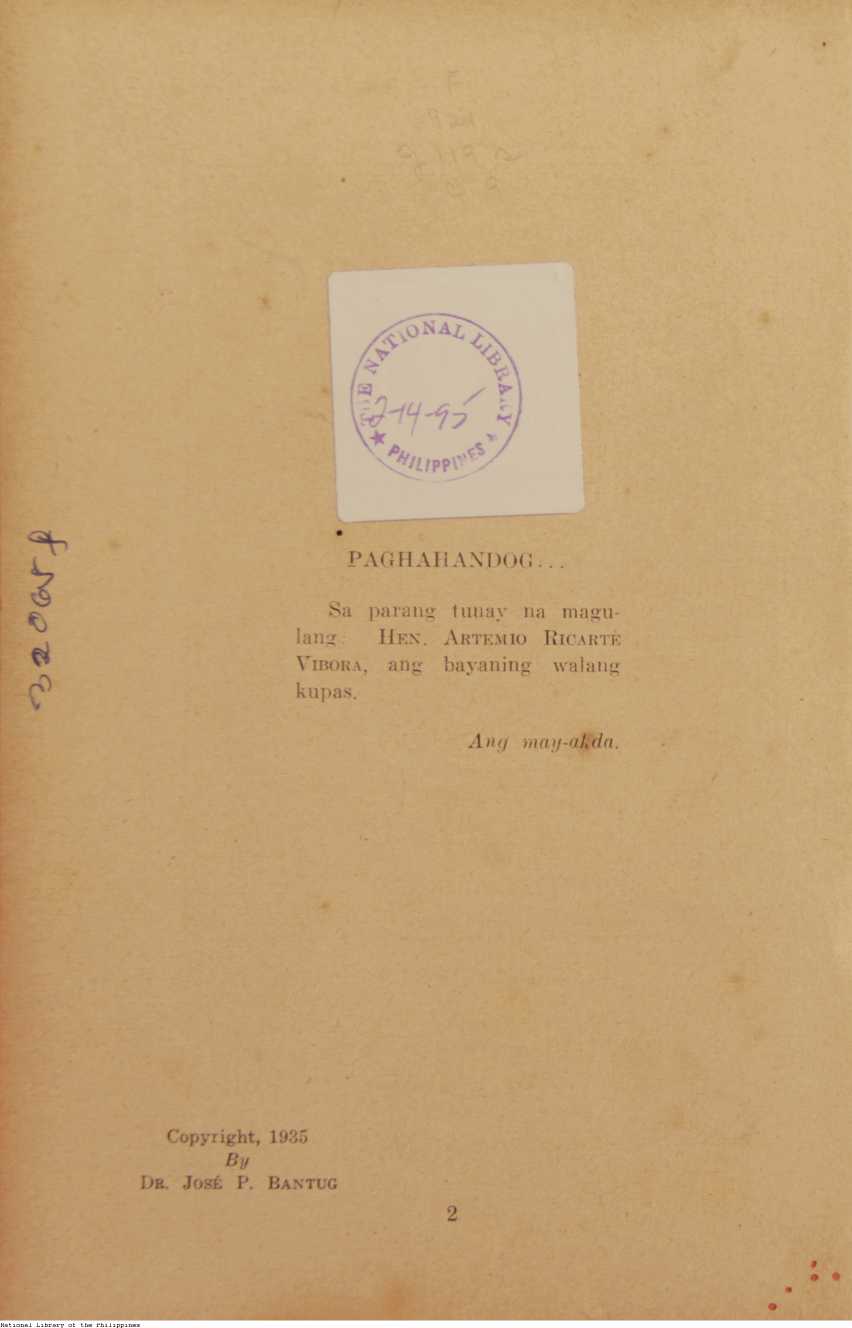 THE NATIONAL LIBRARY
2-14-95
PHILIPPINES
PAGHAHANDOG...
Sa parang tunay na magu-
lang: HEN. ARTEMIO RICARTE
VIBORA, ang bayaning walang
kupas.
Ang may-akda.
Copyright, 1935
By
DR. JOSÉ P. BANTUG
2
National Library of the Philippines